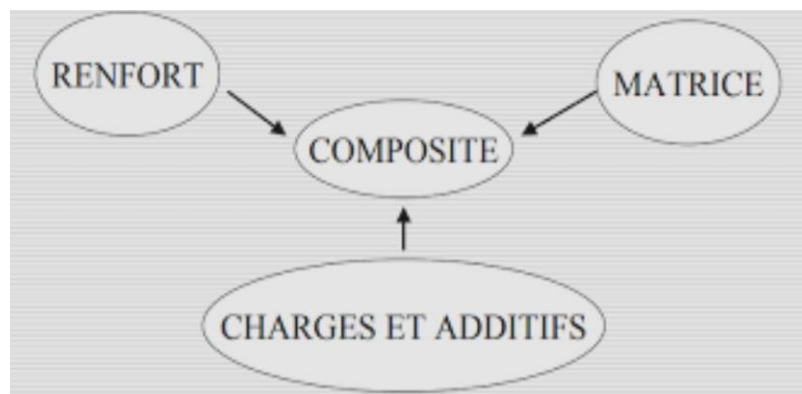 RENFORT
MATRICE
COMPOSITE
CHARGES ET ADDITIFS